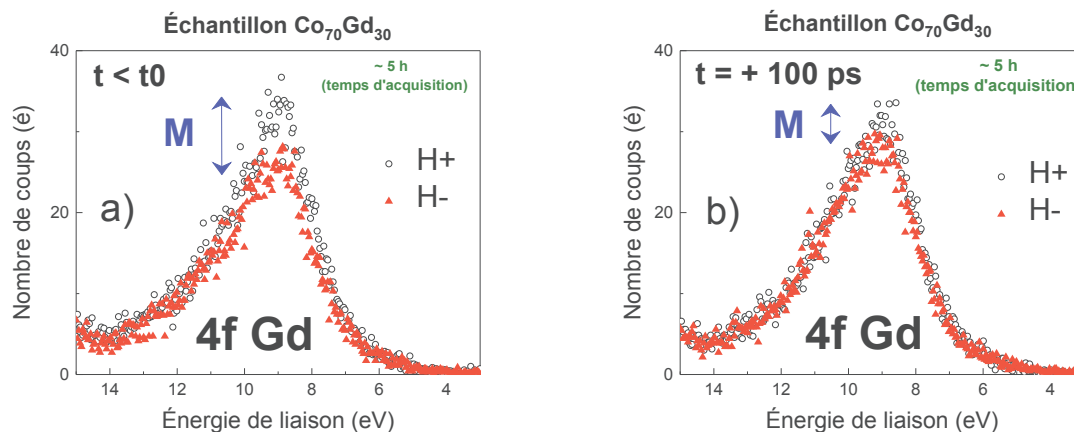 Échantillon Co₇₀Gd₃₀
t < t0
~ 5 h
(temps d'acquisition)
M
H+
H-
a)
4f Gd
Nombre de coups (é)
40
20
0
14
12
10
8
6
4
Énergie de liaison (eV)
Échantillon Co₇₀Gd₃₀
t = + 100 ps
~ 5 h
(temps d'acquisition)
M
H+
H-
b)
4f Gd
Nombre de coups (é)
40
20
0
14
12
10
8
6
4
Énergie de liaison (eV)